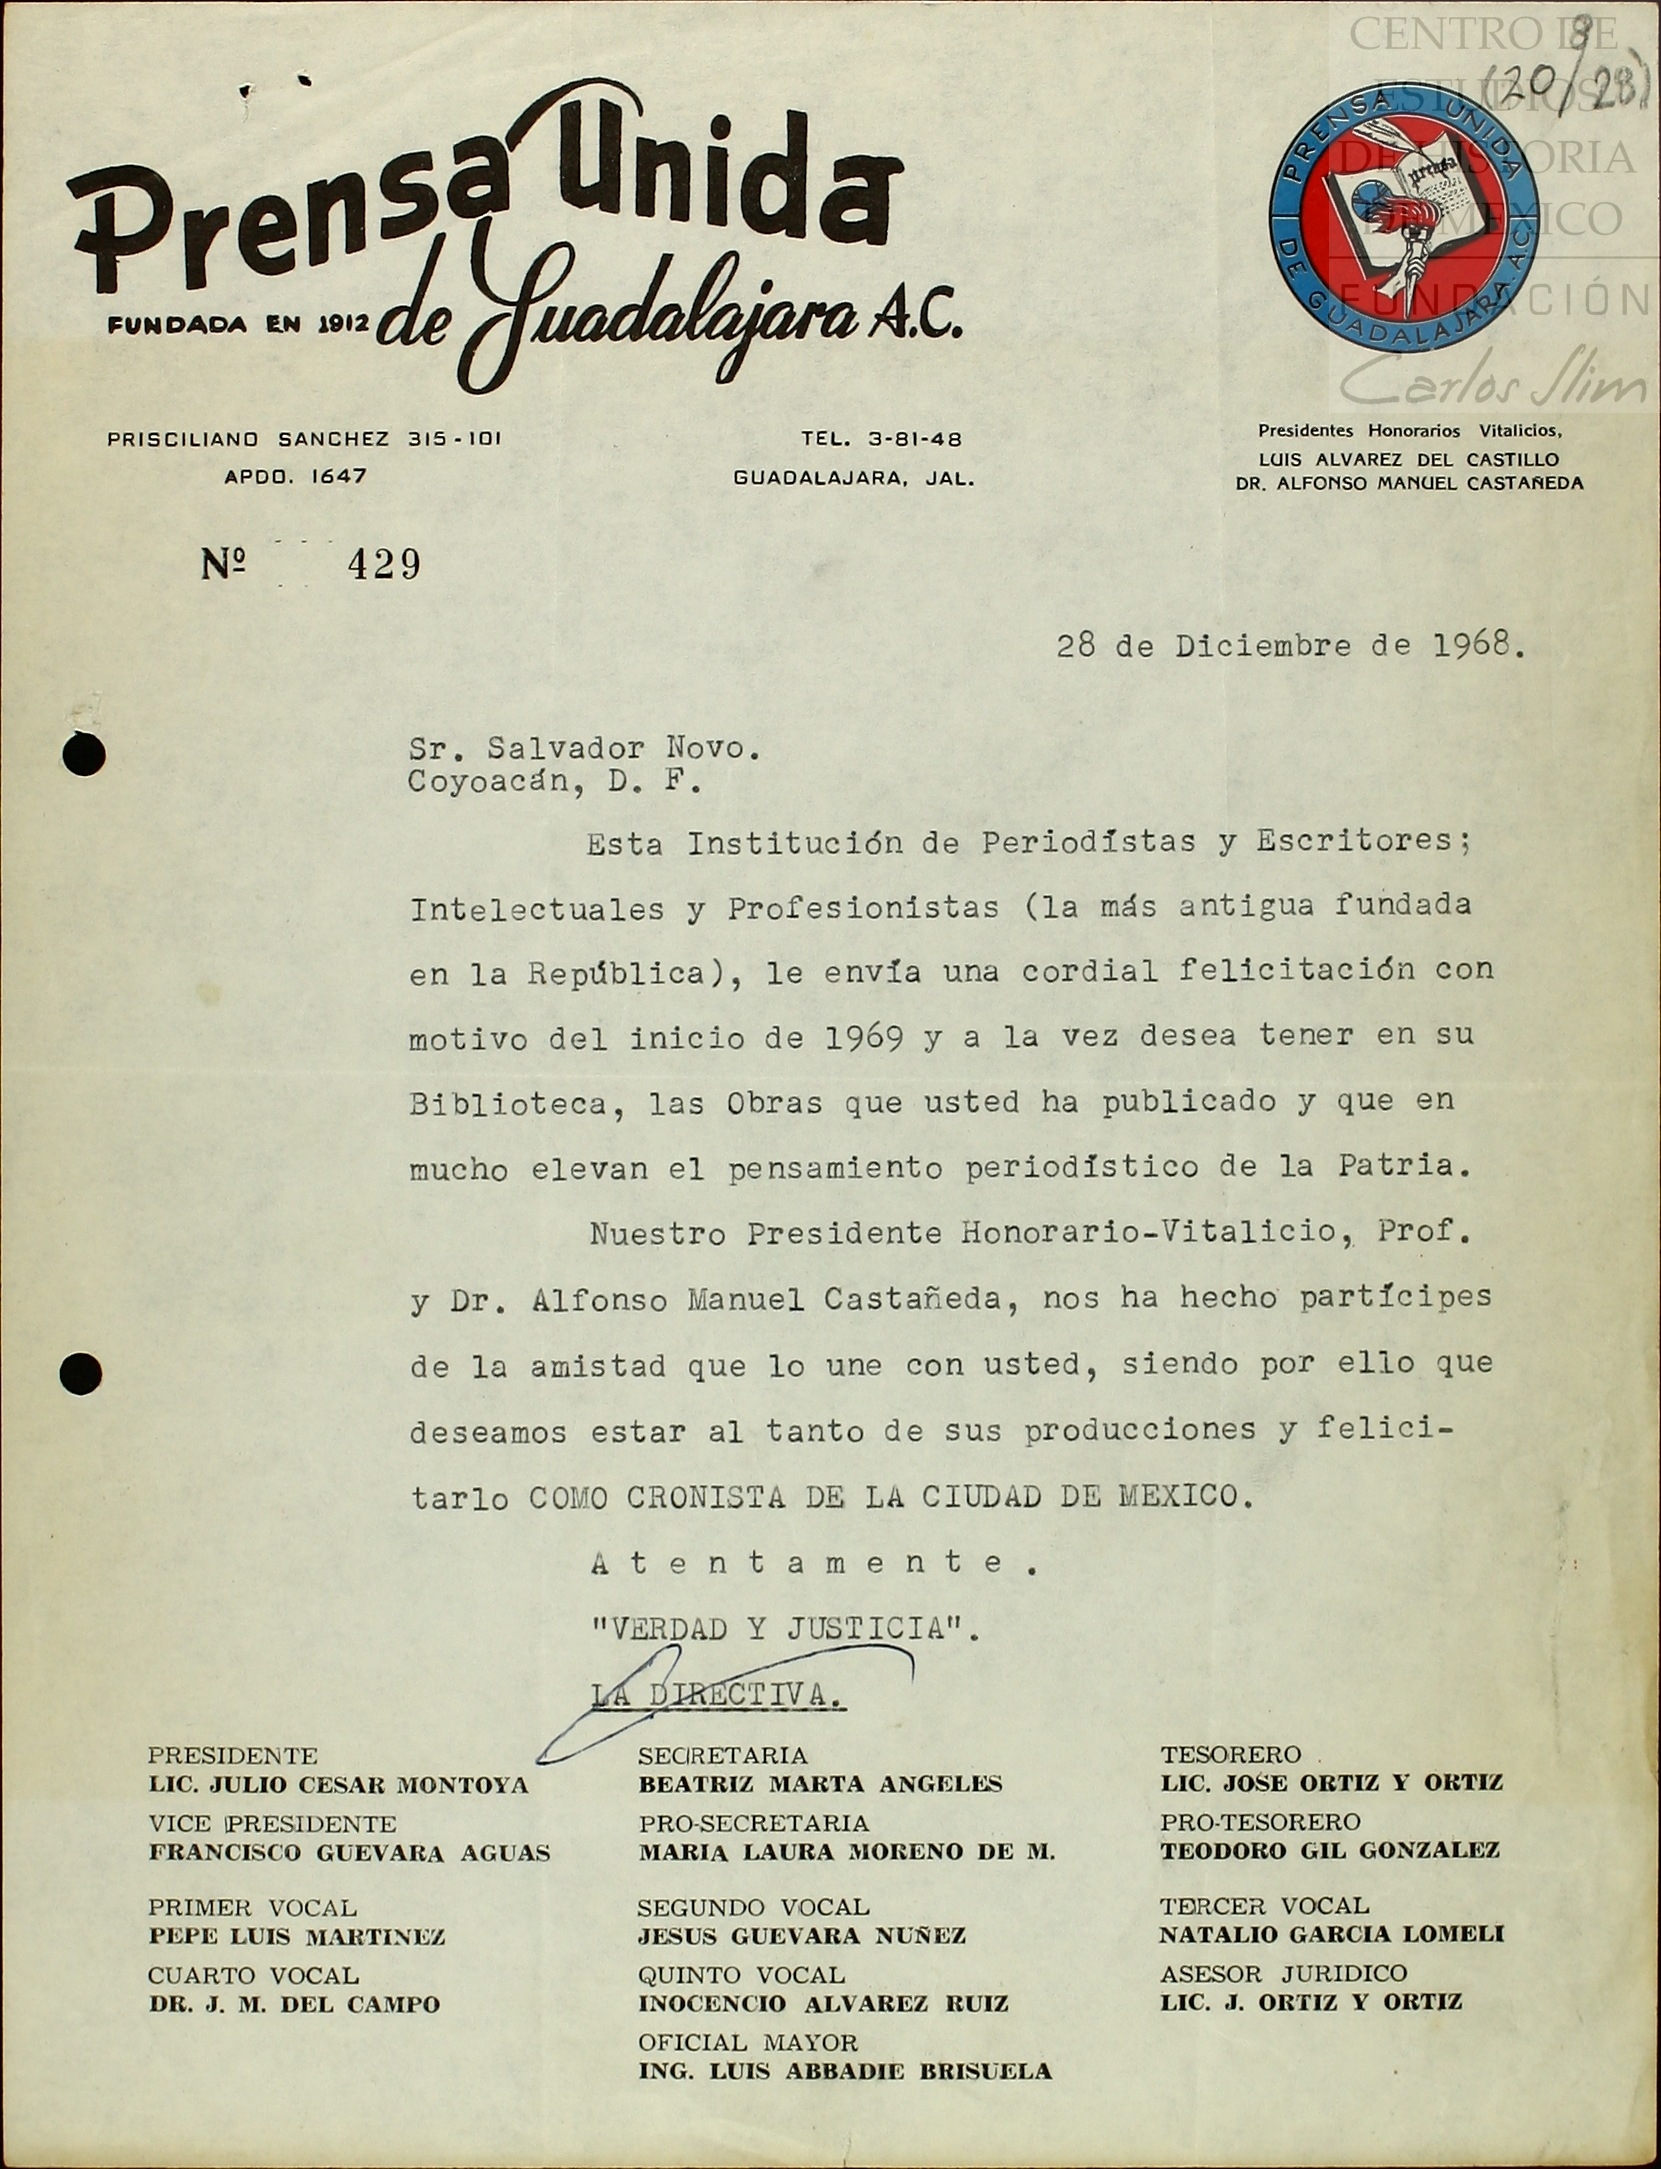 CENTRO DE
ESTUDIOS
DE HISTORIA
DE MEXICO
FUNDACIÓN
Carlos Slim
(20/28)
Prensa Unida
FUNDADA EN 1912 de Guadalajara A.C.
PRENSA UNIDA
DE GUADALAJARA. A.C.
prensa
PRISCILIANO SANCHEZ 315-101
APDO. 1647
TEL. 3-81-48
GUADALAJARA, JAL.
Presidentes Honorarios Vitalicios,
LUIS ALVAREZ DEL CASTILLO
DR. ALFONSO MANUEL CASTAÑEDA
Nº 429
28 de Diciembre de 1968.
Sr. Salvador Novo.
Coyoacán, D. F.
Esta Institución de Periodístas y Escritores;
Intelectuales y Profesionistas (la más antigua fundada
en la República), le envía una cordial felicitación con
motivo del inicio de 1969 y a la vez desea tener en su
Biblioteca, las Obras que usted ha publicado y que en
mucho elevan el pensamiento periodístico de la Patria.
Nuestro Presidente Honorario-Vitalicio, Prof.
y Dr. Alfonso Manuel Castañeda, nos ha hecho partícipes
de la amistad que lo une con usted, siendo por ello que
deseamos estar al tanto de sus producciones y felici-
tarlo COMO CRONISTA DE LA CIUDAD DE MEXICO.
A t e n t a m e n t e .
"VERDAD Y JUSTICIA".
LA DIRECTIVA.
PRESIDENTE
LIC. JULIO CESAR MONTOYA
VICE PRESIDENTE
FRANCISCO GUEVARA AGUAS
PRIMER VOCAL
PEPE LUIS MARTINEZ
CUARTO VOCAL
DR. J. M. DEL CAMPO
SECRETARIA
BEATRIZ MARTA ANGELES
PRO-SECRETARIA
MARIA LAURA MORENO DE M.
SEGUNDO VOCAL
JESUS GUEVARA NUÑEZ
QUINTO VOCAL
INOCENCIO ALVAREZ RUIZ
OFICIAL MAYOR
ING. LUIS ABBADIE BRISUELA
TESORERO
LIC. JOSE ORTIZ Y ORTIZ
PRO-TESORERO
TEODORO GIL GONZALEZ
TERCER VOCAL
NATALIO GARCIA LOMELI
ASESOR JURIDICO
LIC. J. ORTIZ Y ORTIZ